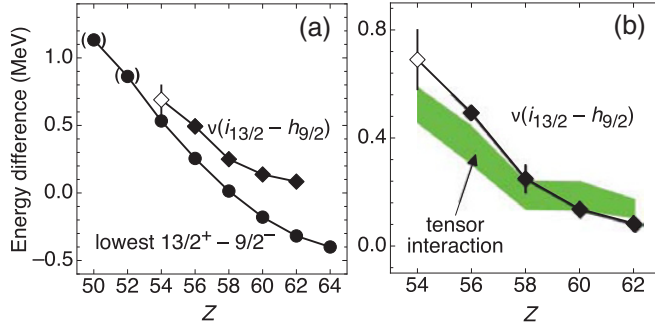 (a)
1.0
0.5
0.0
−0.5
Energy difference (MeV)
( )
( )
ν(i13/2 − h9/2)
lowest 13/2+ − 9/2−
50 52 54 56 58 60 62 64
Z
(b)
0.8
0.4
0.0
ν(i13/2 − h9/2)
tensor
interaction
54 56 58 60 62
Z